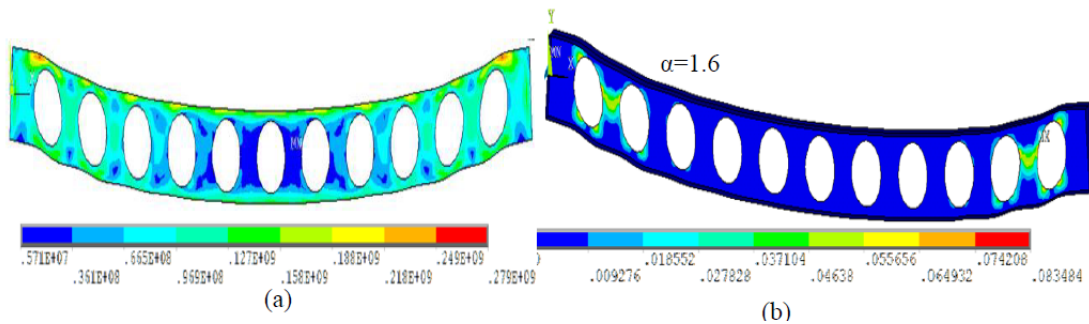 Y
α=1.6
X
MX
.571E+07
.665E+08
.127E+09
.188E+09
.249E+09
.361E+08
.969E+08
.158E+09
.218E+09
.279E+09
.018552
.037104
.055656
.074208
.009276
.027828
.04638
.064932
.083484
(a)
(b)